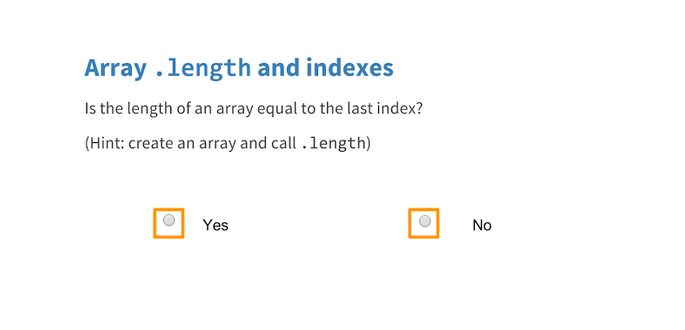 Array .length and indexes
Is the length of an array equal to the last index?
(Hint: create an array and call .length)
Yes No